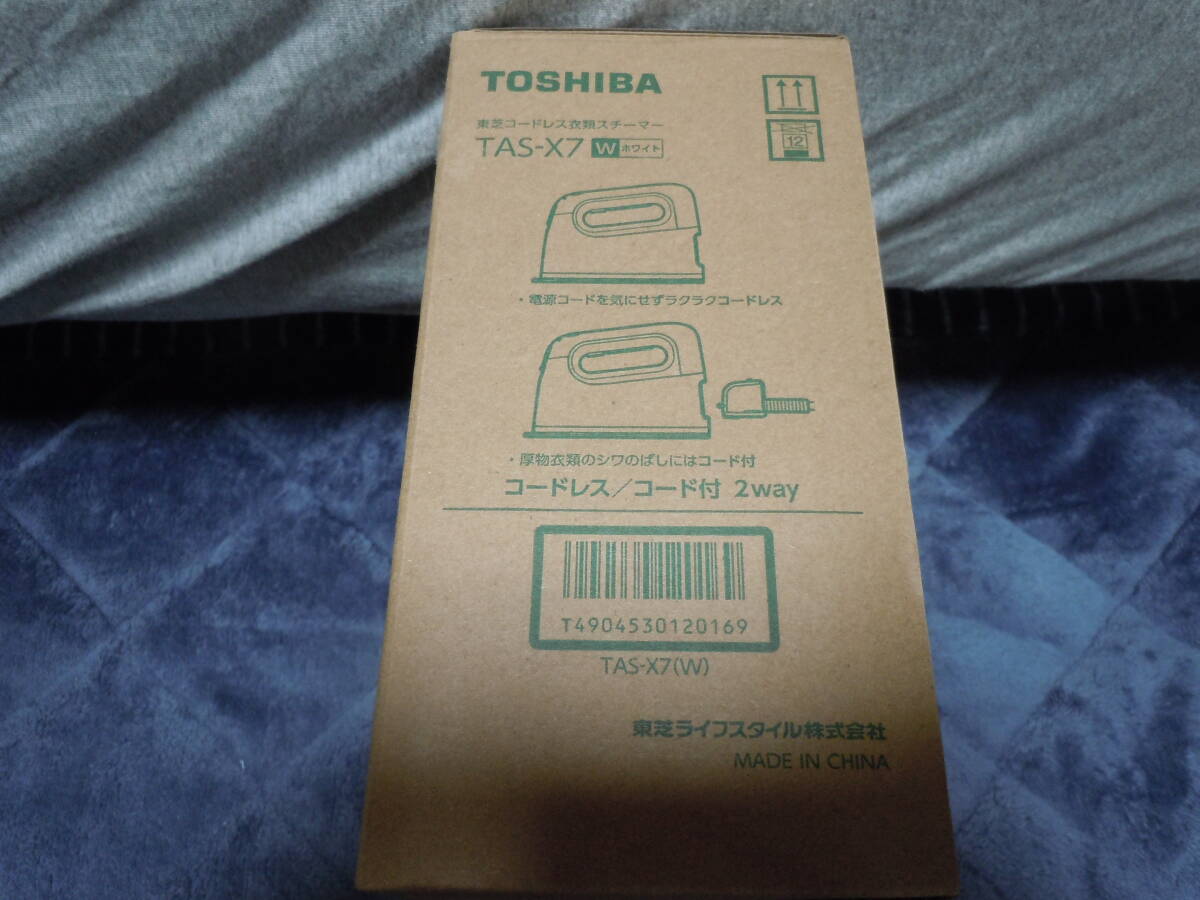 TOSHIBA
東芝コードレス衣類スチーマー
TAS-X7 W ホワイト
12
・電源コードを気にせずラクラクコードレス
・厚物衣類のシワのばしにはコード付
コードレス／コード付 2way
T4904530120169
TAS-X7(W)
東芝ライフスタイル株式会社
MADE IN CHINA